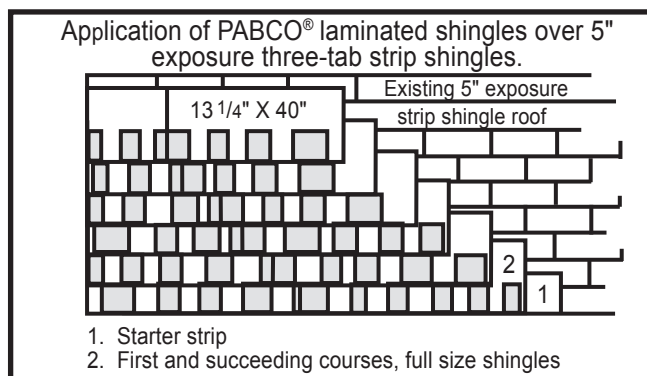 Application of PABCO® laminated shingles over 5"
exposure three-tab strip shingles.
Existing 5" exposure
13 1/4" X 40"
strip shingle roof
2
1
1. Starter strip
2. First and succeeding courses, full size shingles